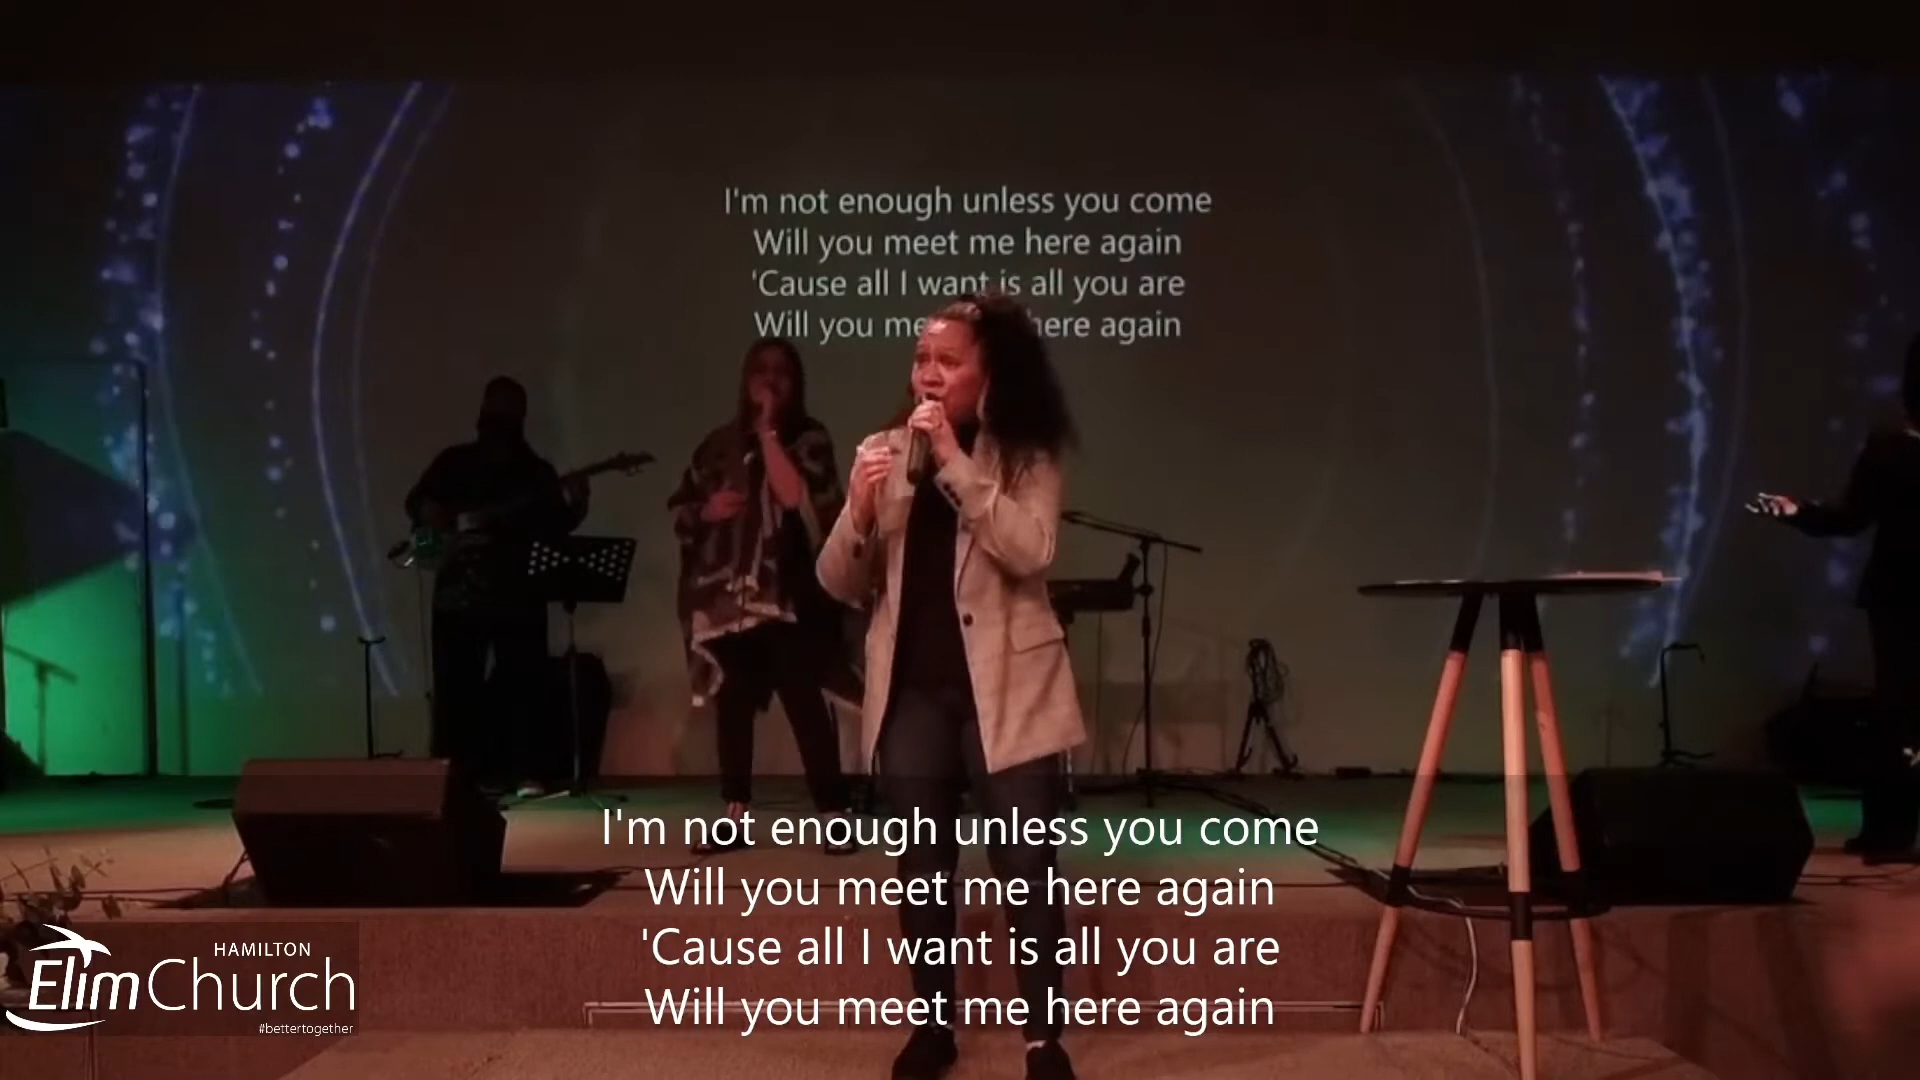 I'm not enough unless you come
Will you meet me here again
'Cause all I want is all you are
Will you me here again
I'm not enough unless you come
Will you meet me here again
'Cause all I want is all you are
Will you meet me here again
HAMILTON
Elim Church
#bettertogether